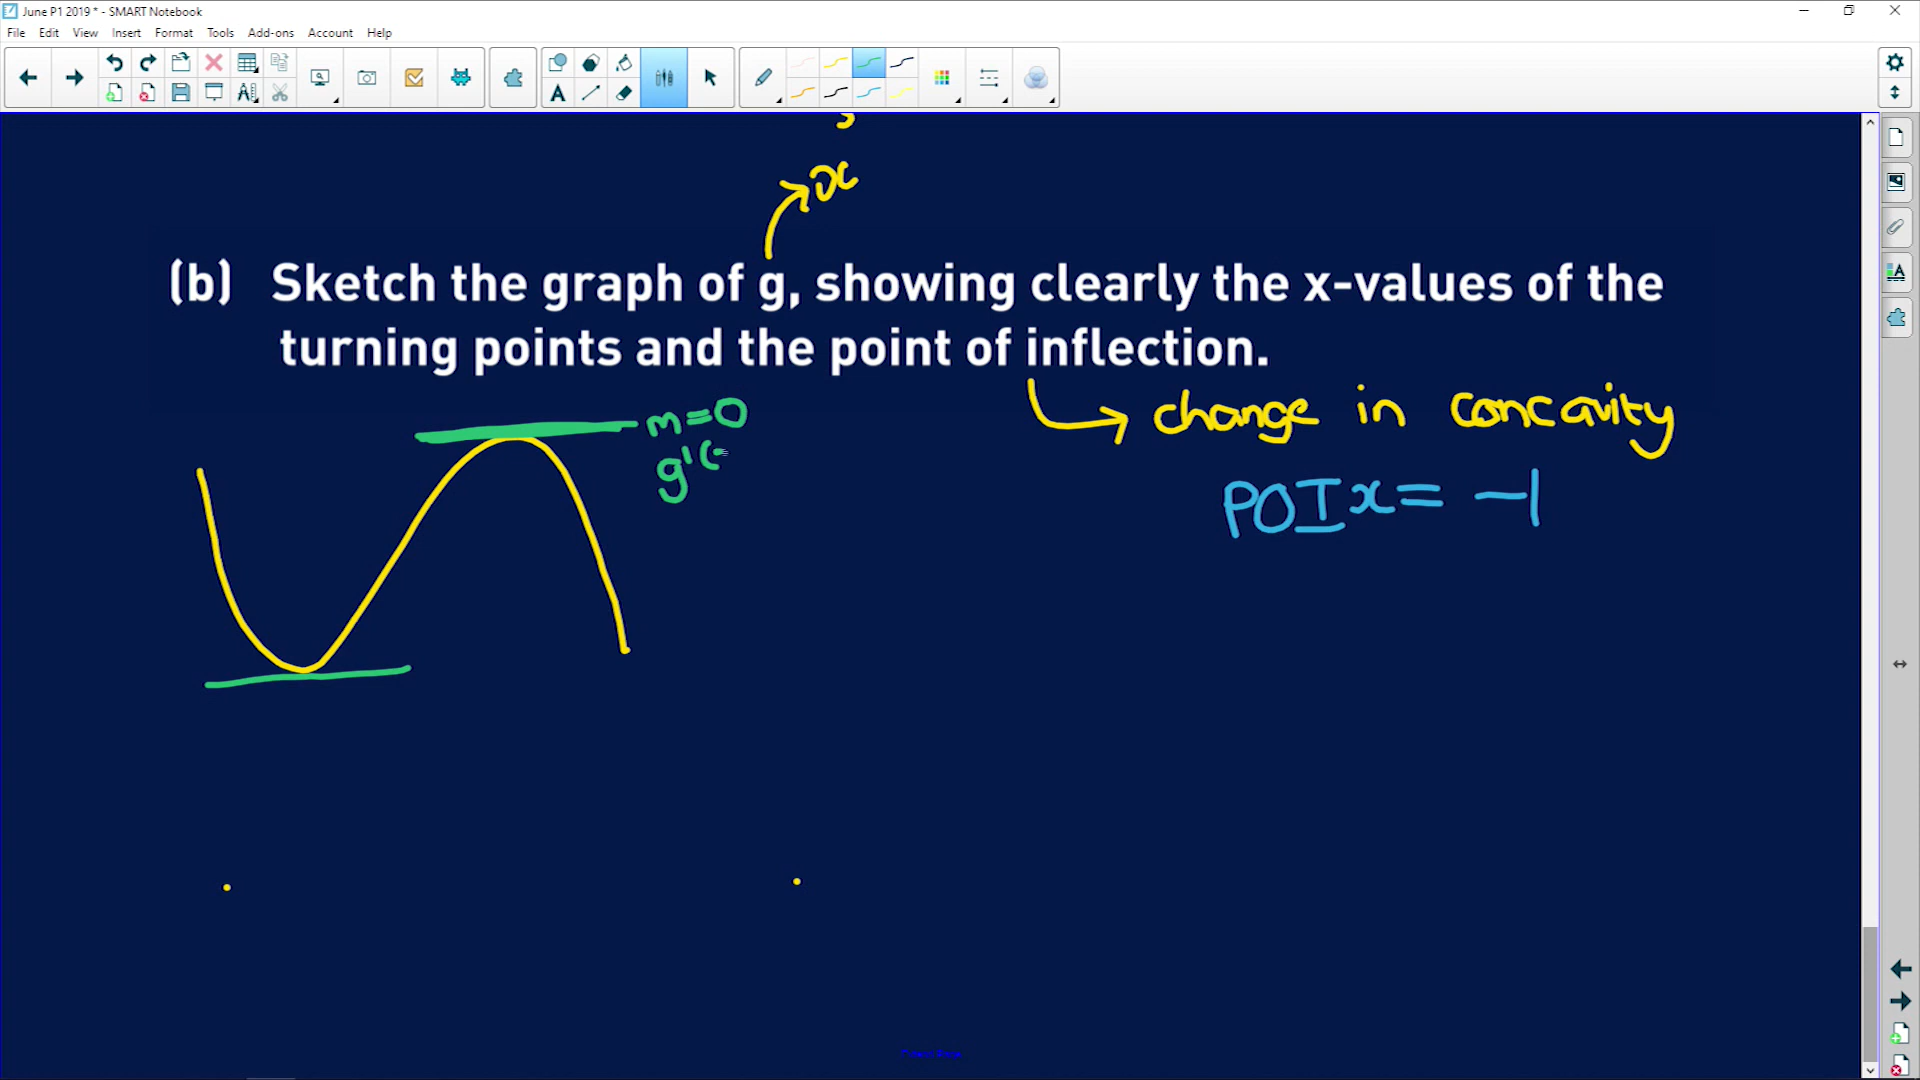 June P1 2019 * - SMART Notebook
File Edit View Insert Format Tools Add-ons Account Help
x
(b) Sketch the graph of g, showing clearly the x-values of the
turning points and the point of inflection.
change in concavity
m=0
g'(
POI x= -1